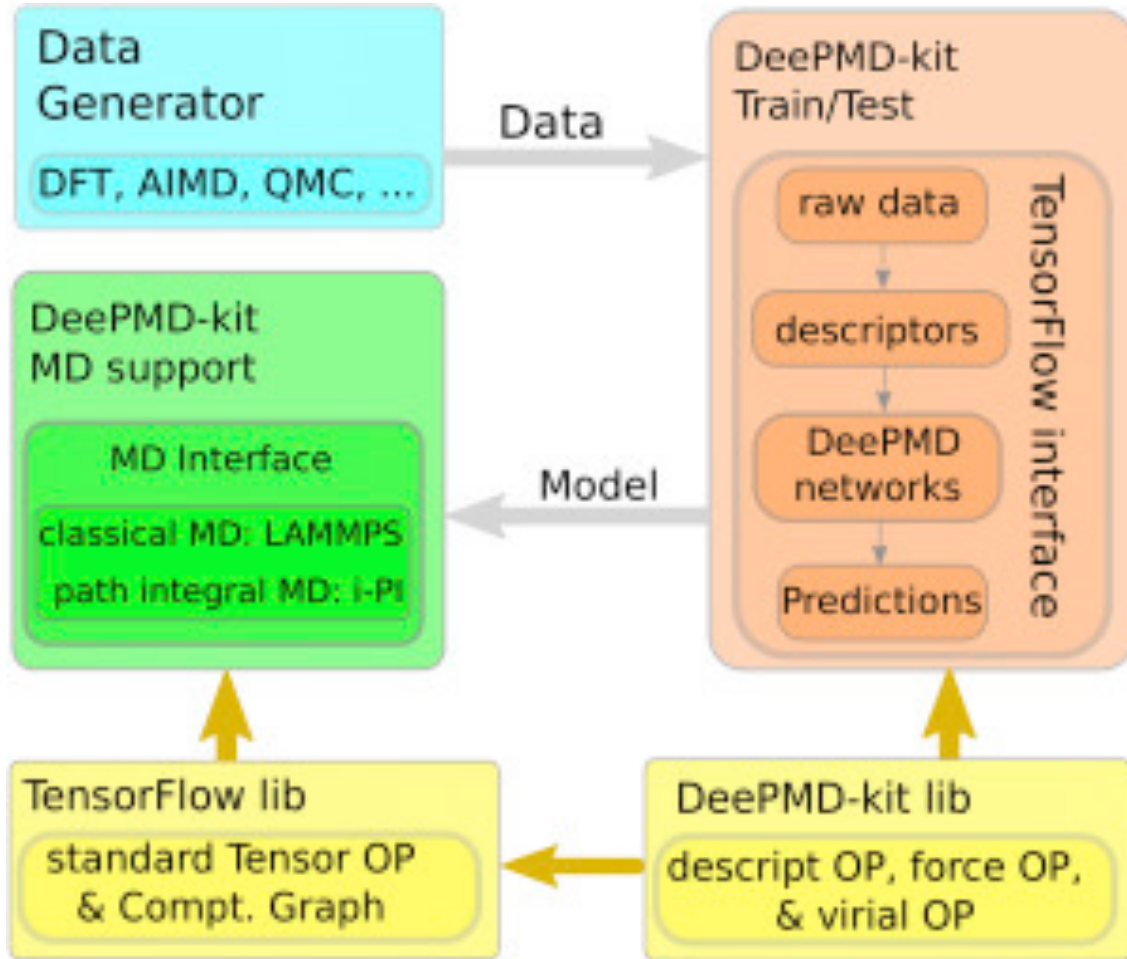 Data
Generator
DFT, AIMD, QMC, ...
Data
DeePMD-kit
Train/Test
raw data
descriptors
DeePMD
networks
Predictions
TensorFlow interface
DeePMD-kit
MD support
MD Interface
classical MD: LAMMPS
path integral MD: i-PI
Model
TensorFlow lib
standard Tensor OP
& Compt. Graph
DeePMD-kit lib
descript OP, force OP,
& virial OP